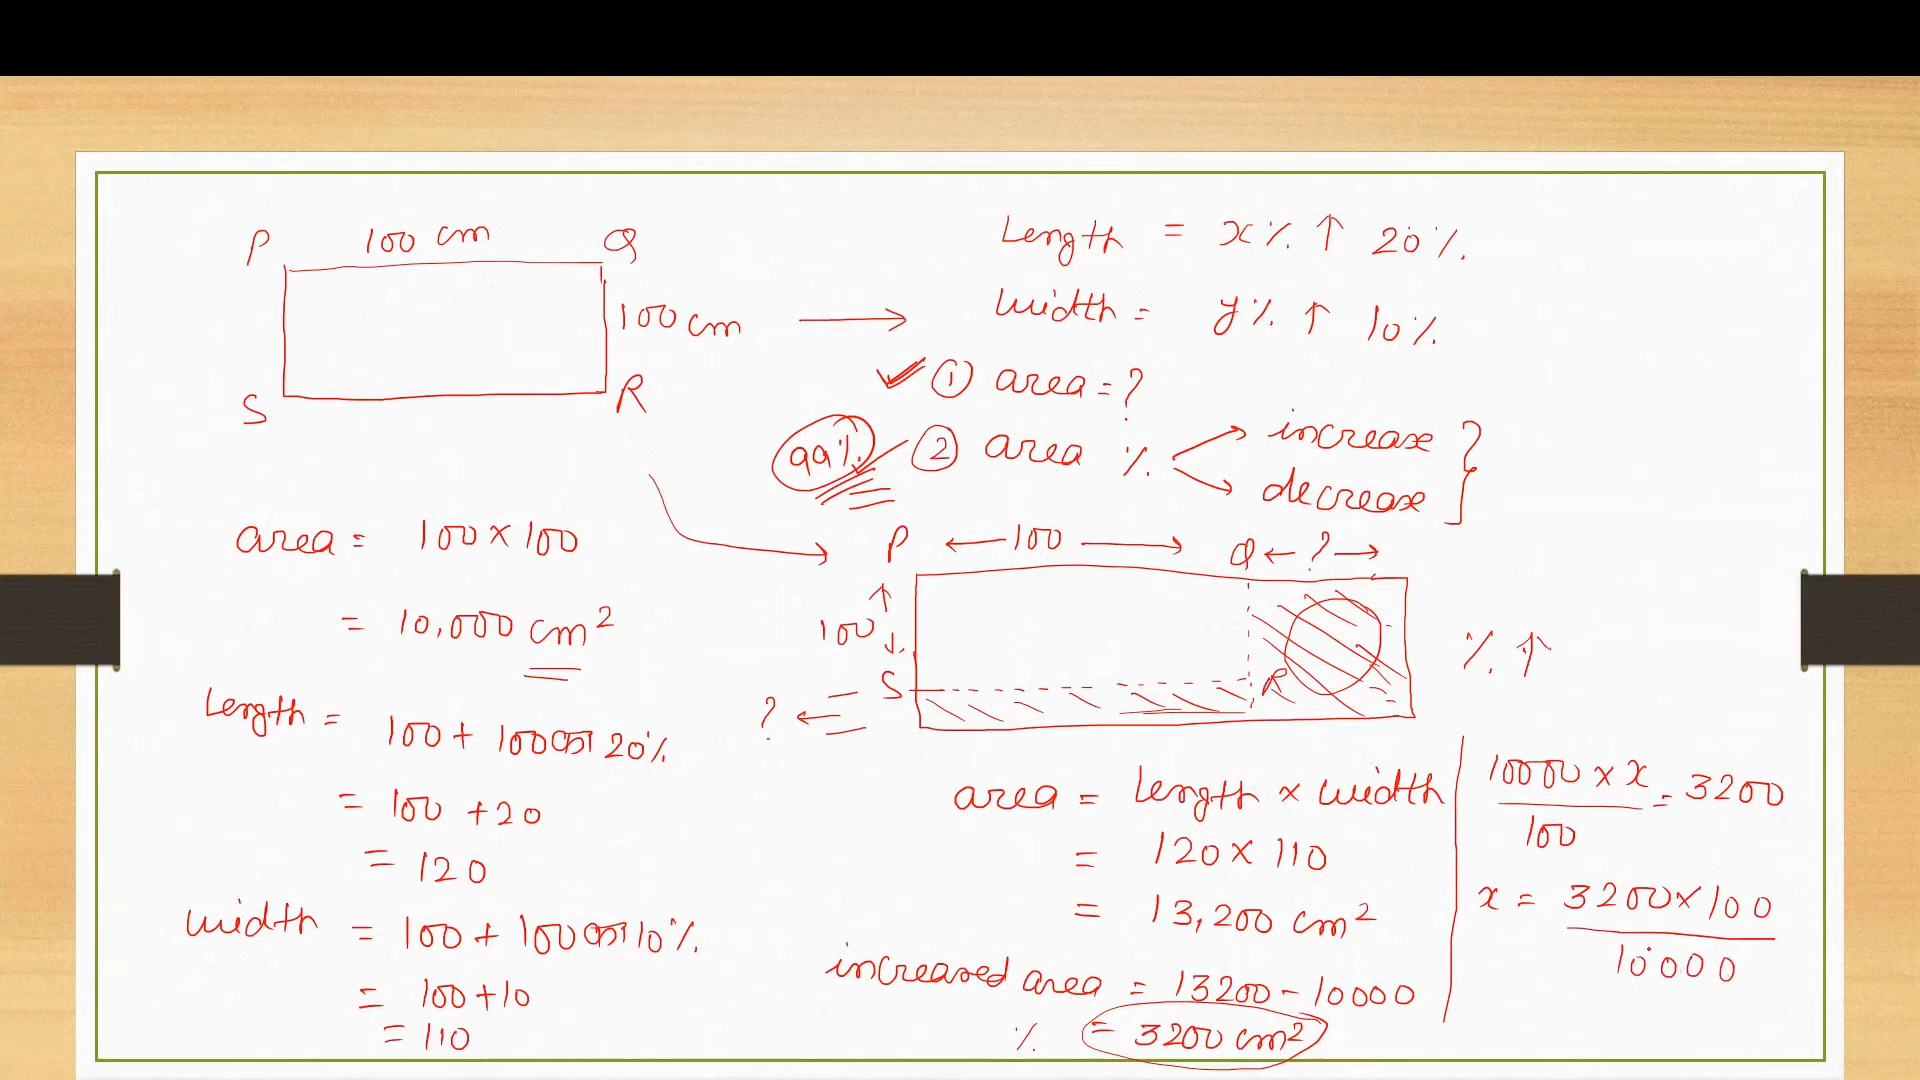 P 100 cm Q
100 cm
S R
Length = x% ↑ 20%
width = y% ↑ 10%
① area = ?
99% ② area % → increase
→ decrease
area = 100 × 100
= 10,000 cm²
Length = 100 + 100 এর 20%
= 100 + 20
= 120
width = 100 + 100 এর 10%
= 100 + 10
= 110
P ← 100 → Q ← ? →
100
S R
? ←
% ↑
area = Length × width
= 120 × 110
= 13,200 cm²
increased area = 13200 - 10000
% = 3200 cm²
10000 × x / 100 = 3200
x = 3200 × 100 / 10000